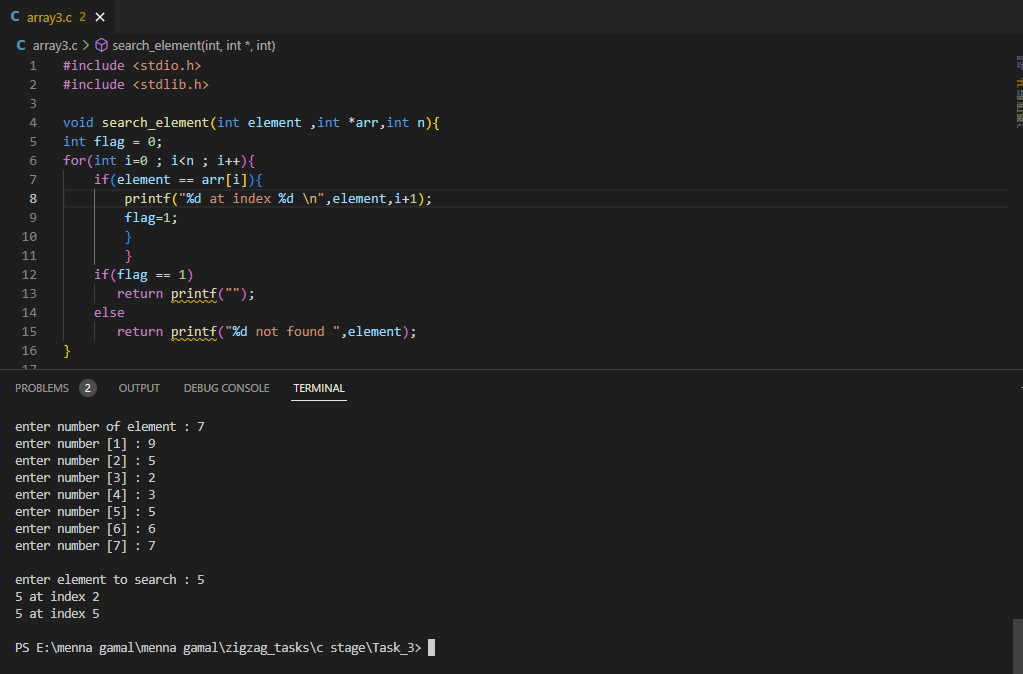 C array3.c 2 ×
C array3.c > search_element(int, int *, int)
1 #include <stdio.h>
2 #include <stdlib.h>
3
4 void search_element(int element ,int *arr,int n){
5 int flag = 0;
6 for(int i=0 ; i<n ; i++){
7     if(element == arr[i]){
8         printf("%d at index %d \n",element,i+1);
9         flag=1;
10         }
11         }
12     if(flag == 1)
13        return printf("");
14     else
15        return printf("%d not found ",element);
16 }
17
PROBLEMS 2 OUTPUT DEBUG CONSOLE TERMINAL
enter number of element : 7
enter number [1] : 9
enter number [2] : 5
enter number [3] : 2
enter number [4] : 3
enter number [5] : 5
enter number [6] : 6
enter number [7] : 7
enter element to search : 5
5 at index 2
5 at index 5
PS E:\menna gamal\menna gamal\zigzag_tasks\c stage\Task_3>